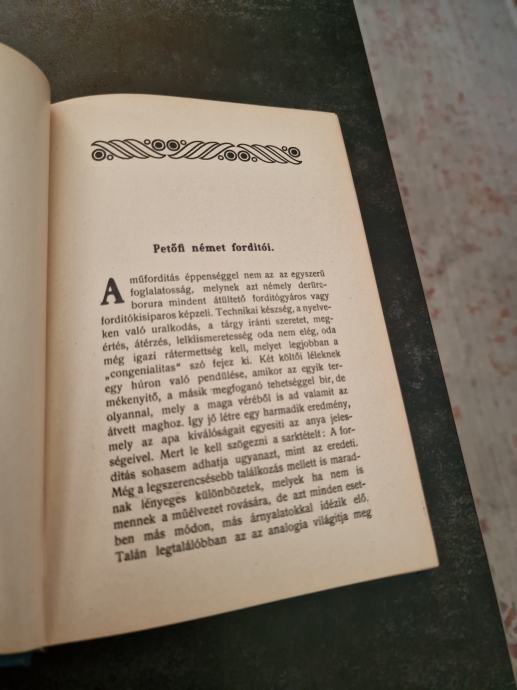 Petőfi német fordítói.
A műfordítás éppenséggel nem az az egyszerű
foglalatosság, melynek azt némely derűre-
borura mindent átültető fordítógyáros vagy
fordítókisiparos képzeli. Technikai készség, a nyelve-
ken való uralkodás, a tárgy iránti szeretet, meg-
értés, átérzés, lelkiismeretesség oda nem elég, oda
még igazi rátermettség kell, melyet legjobban a
„congenialitas" szó fejez ki. Két költői léleknek
egy húron való pendülése, amikor az egyik ter-
mékenyítő, a másik megfoganó tehetséggel bir, de
olyannal, mely a maga véréből is ad valamit az
átvett maghoz. Igy jő létre egy harmadik eredmény,
mely az apa kiválóságait egyesíti az anya jeles-
ségeivel. Mert le kell szögezni a sarktételt: A for-
dítás sohasem adhatja ugyanazt, mint az eredeti.
Még a legszerencsésebb találkozás mellett is marad-
nak lényeges különbözetek, melyek ha nem is
mennek a műélvezet rovására, de azt minden eset-
ben más módon, más árnyalatokkal idézik elő.
Talán legtalálóbban az az analogia világítja meg